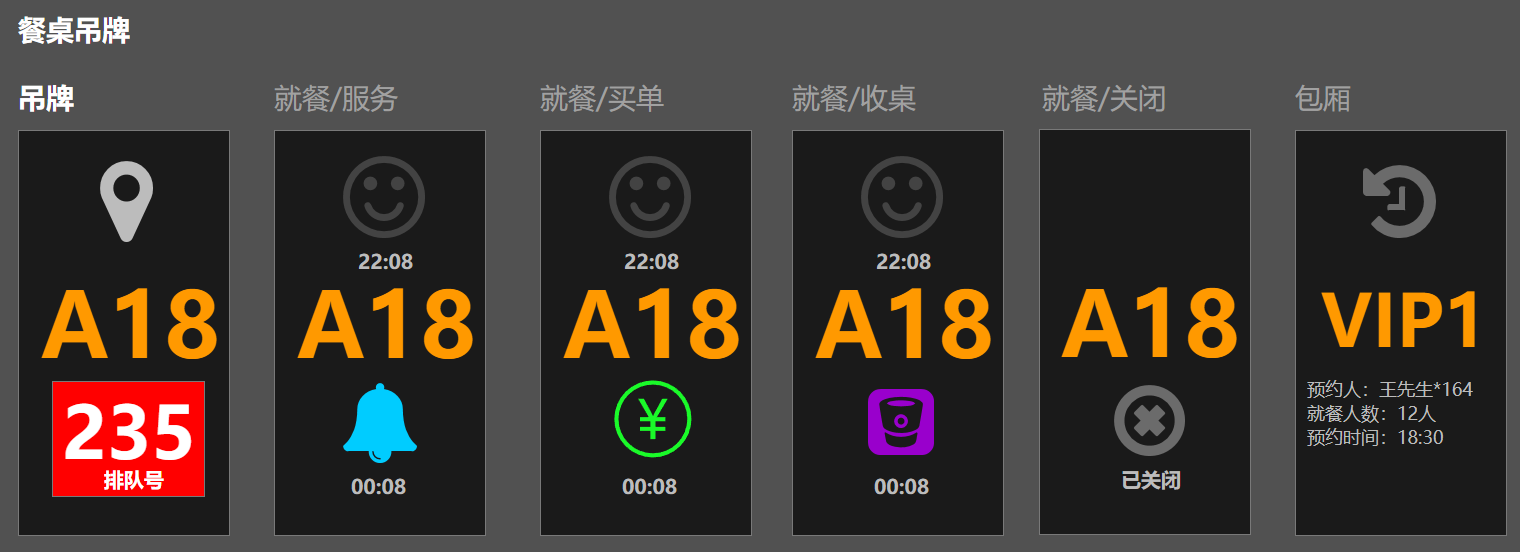 餐桌吊牌
吊牌
就餐/服务
就餐/买单
就餐/收桌
就餐/关闭
包厢
A18
235
排队号
22:08
A18
00:08
22:08
A18
¥
00:08
22:08
A18
00:08
A18
已关闭
VIP1
预约人：王先生*164
就餐人数：12人
预约时间：18:30